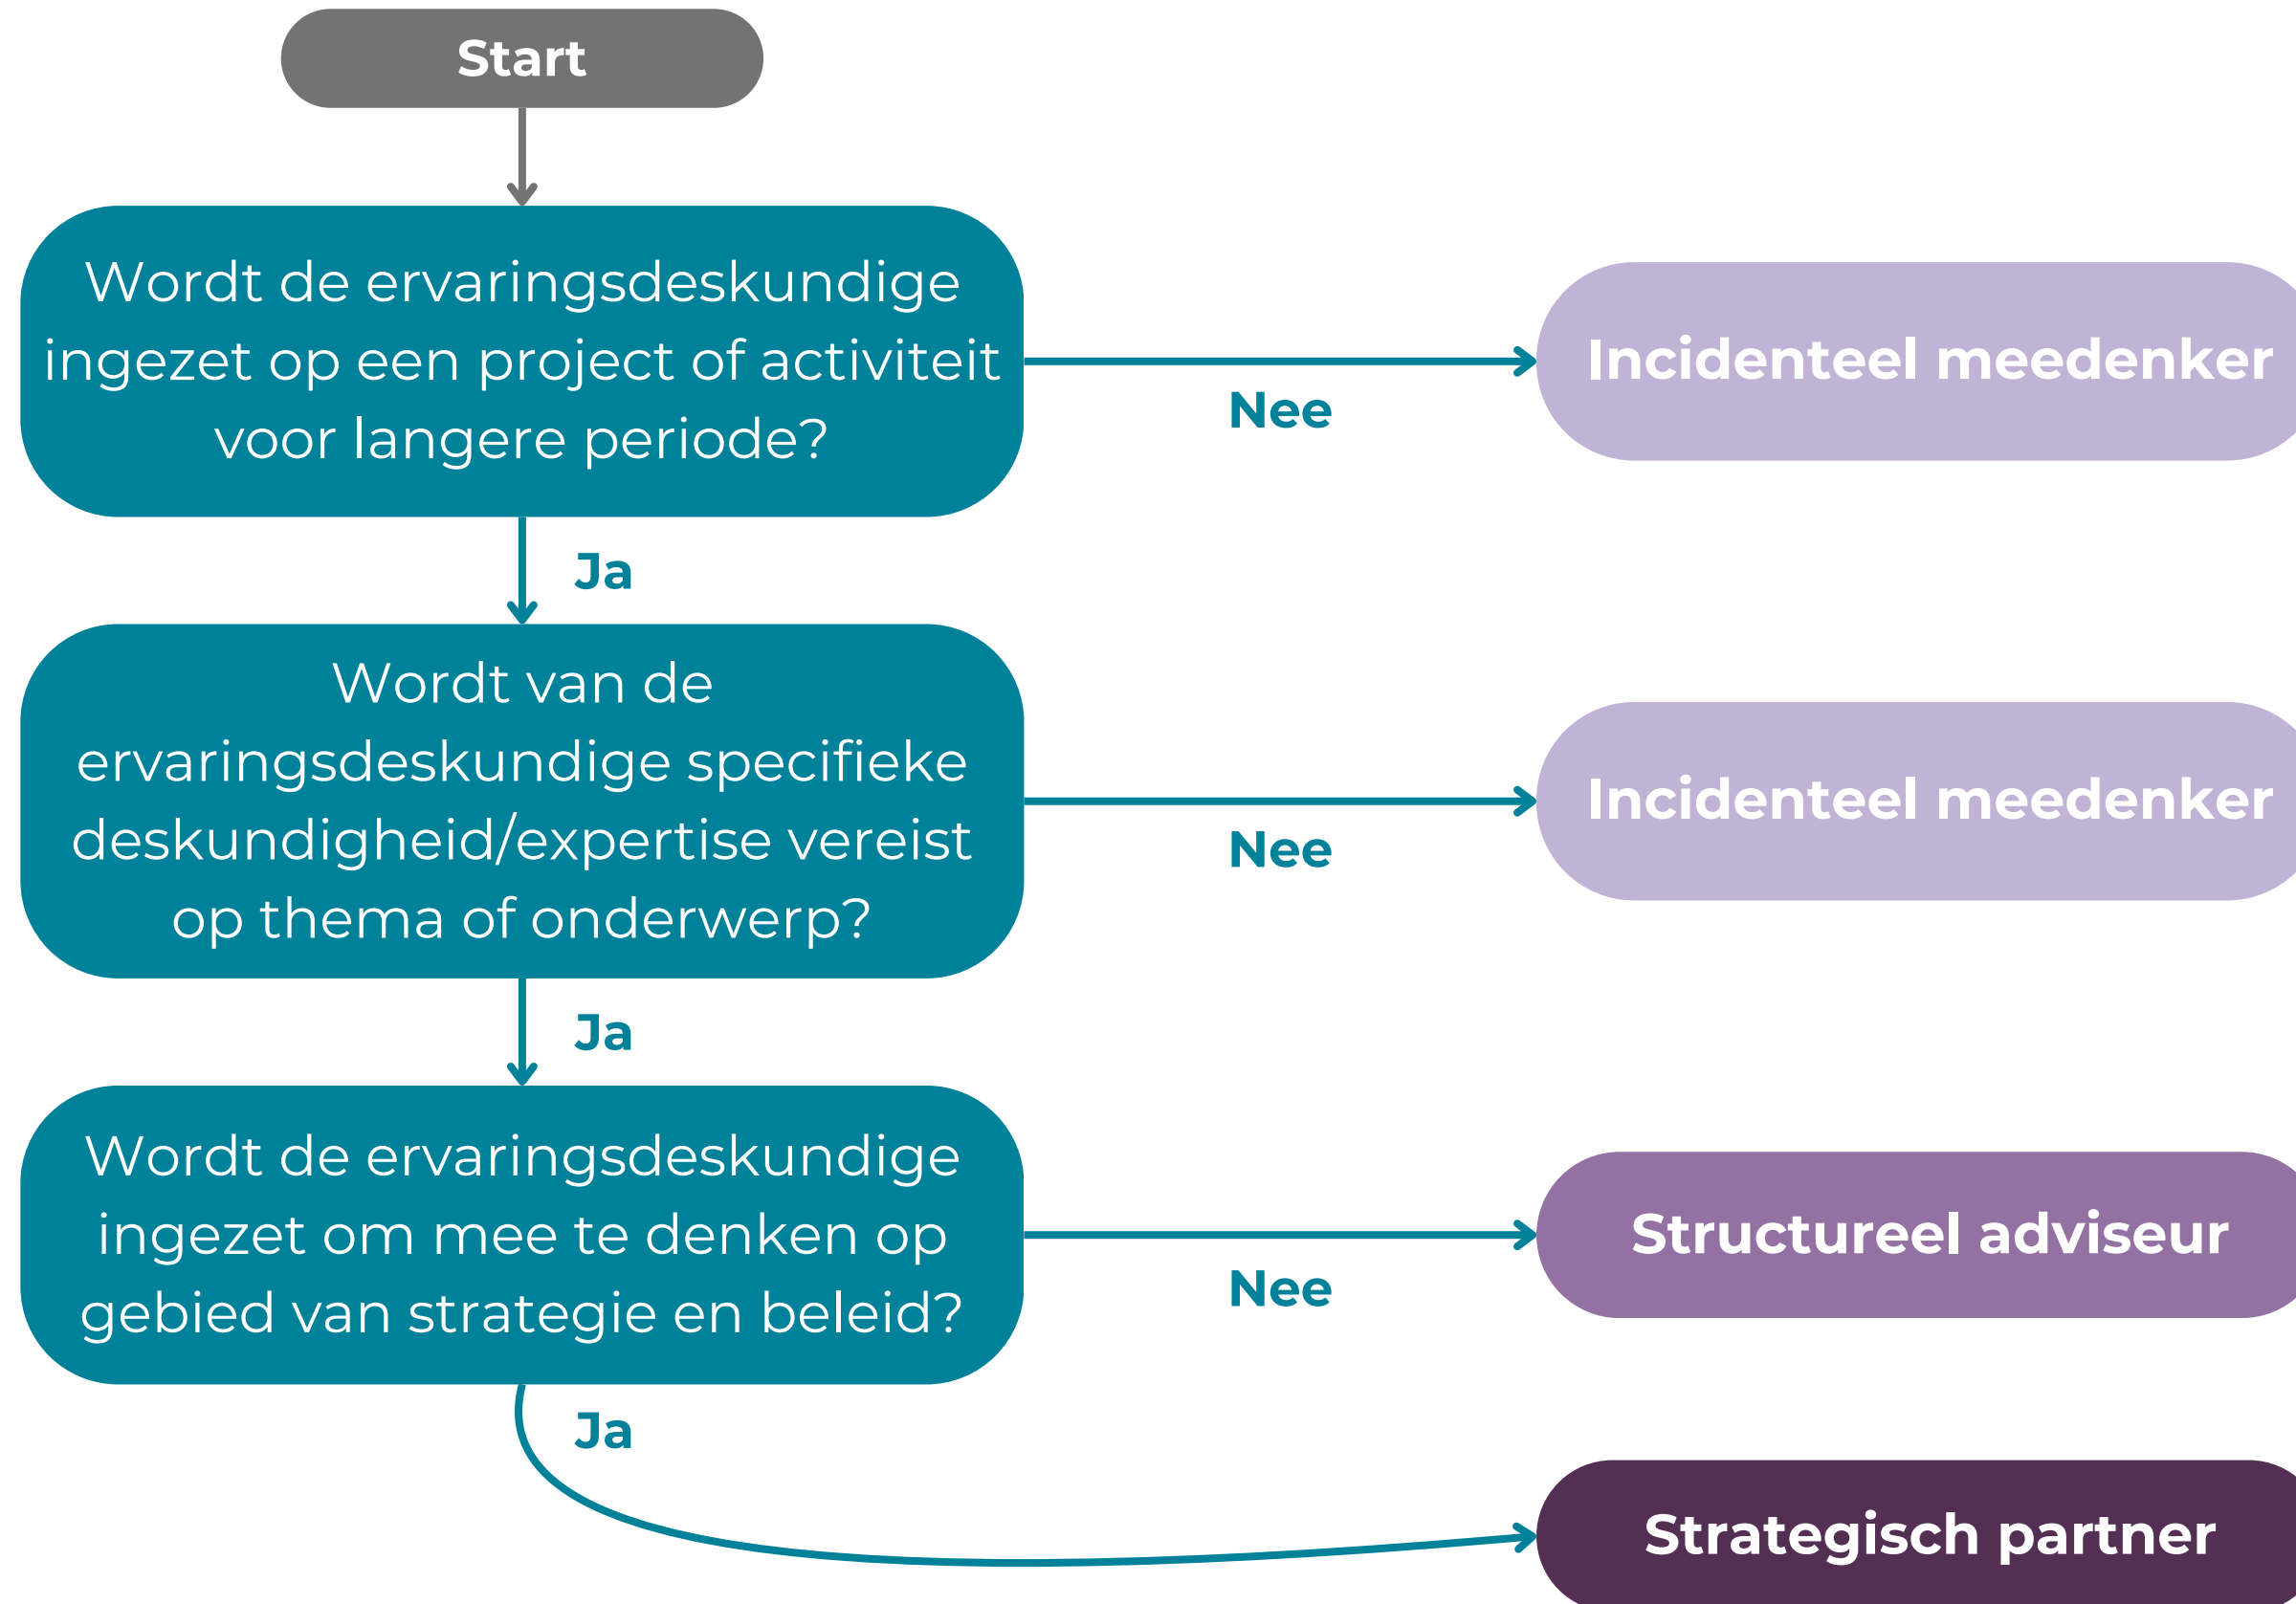 Start
Wordt de ervaringsdeskundige
ingezet op een project of activiteit
voor langere periode?
Nee
Incidenteel meedenker
Ja
Wordt van de
ervaringsdeskundige specifieke
deskundigheid/expertise vereist
op thema of onderwerp?
Nee
Incidenteel meedenker
Ja
Wordt de ervaringsdeskundige
ingezet om mee te denken op
gebied van strategie en beleid?
Nee
Structureel adviseur
Ja
Strategisch partner